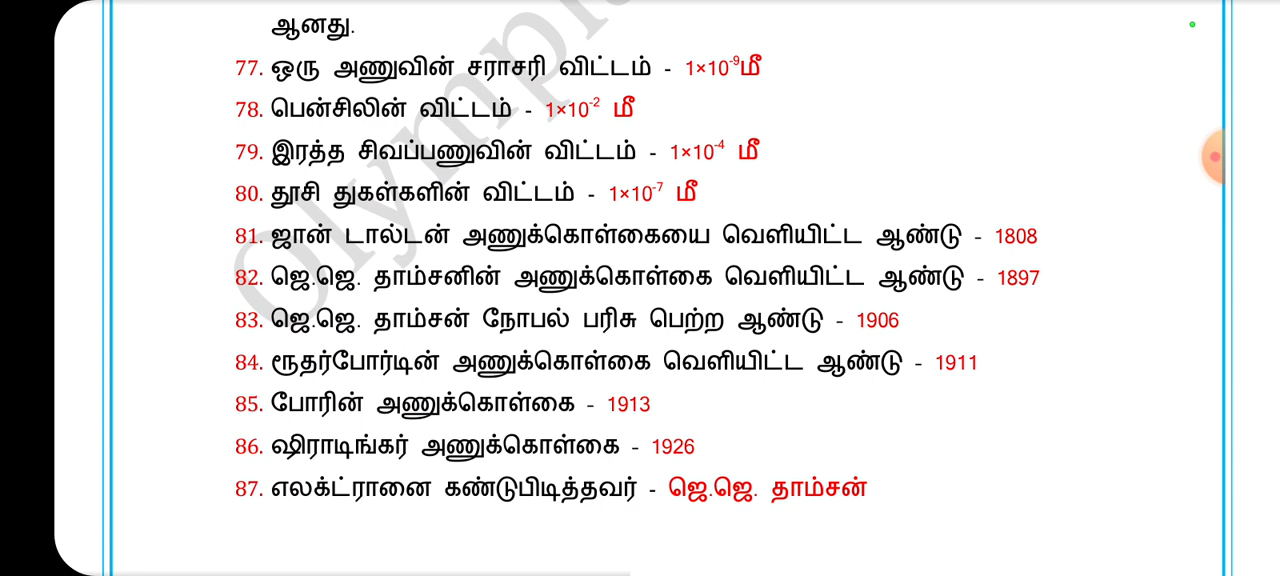 ஆனது.
77. ஒரு அணுவின் சராசரி விட்டம் - 1×10⁻⁹மீ
78. பென்சிலின் விட்டம் - 1×10⁻² மீ
79. இரத்த சிவப்பணுவின் விட்டம் - 1×10⁻⁴ மீ
80. தூசி துகள்களின் விட்டம் - 1×10⁻⁷ மீ
81. ஜான் டால்டன் அணுக்கொள்கையை வெளியிட்ட ஆண்டு - 1808
82. ஜெ.ஜெ. தாம்சனின் அணுக்கொள்கை வெளியிட்ட ஆண்டு - 1897
83. ஜெ.ஜெ. தாம்சன் நோபல் பரிசு பெற்ற ஆண்டு - 1906
84. ரூதர்போர்டின் அணுக்கொள்கை வெளியிட்ட ஆண்டு - 1911
85. போரின் அணுக்கொள்கை - 1913
86. ஷிராடிங்கர் அணுக்கொள்கை - 1926
87. எலக்ட்ரானை கண்டுபிடித்தவர் - ஜெ.ஜெ. தாம்சன்